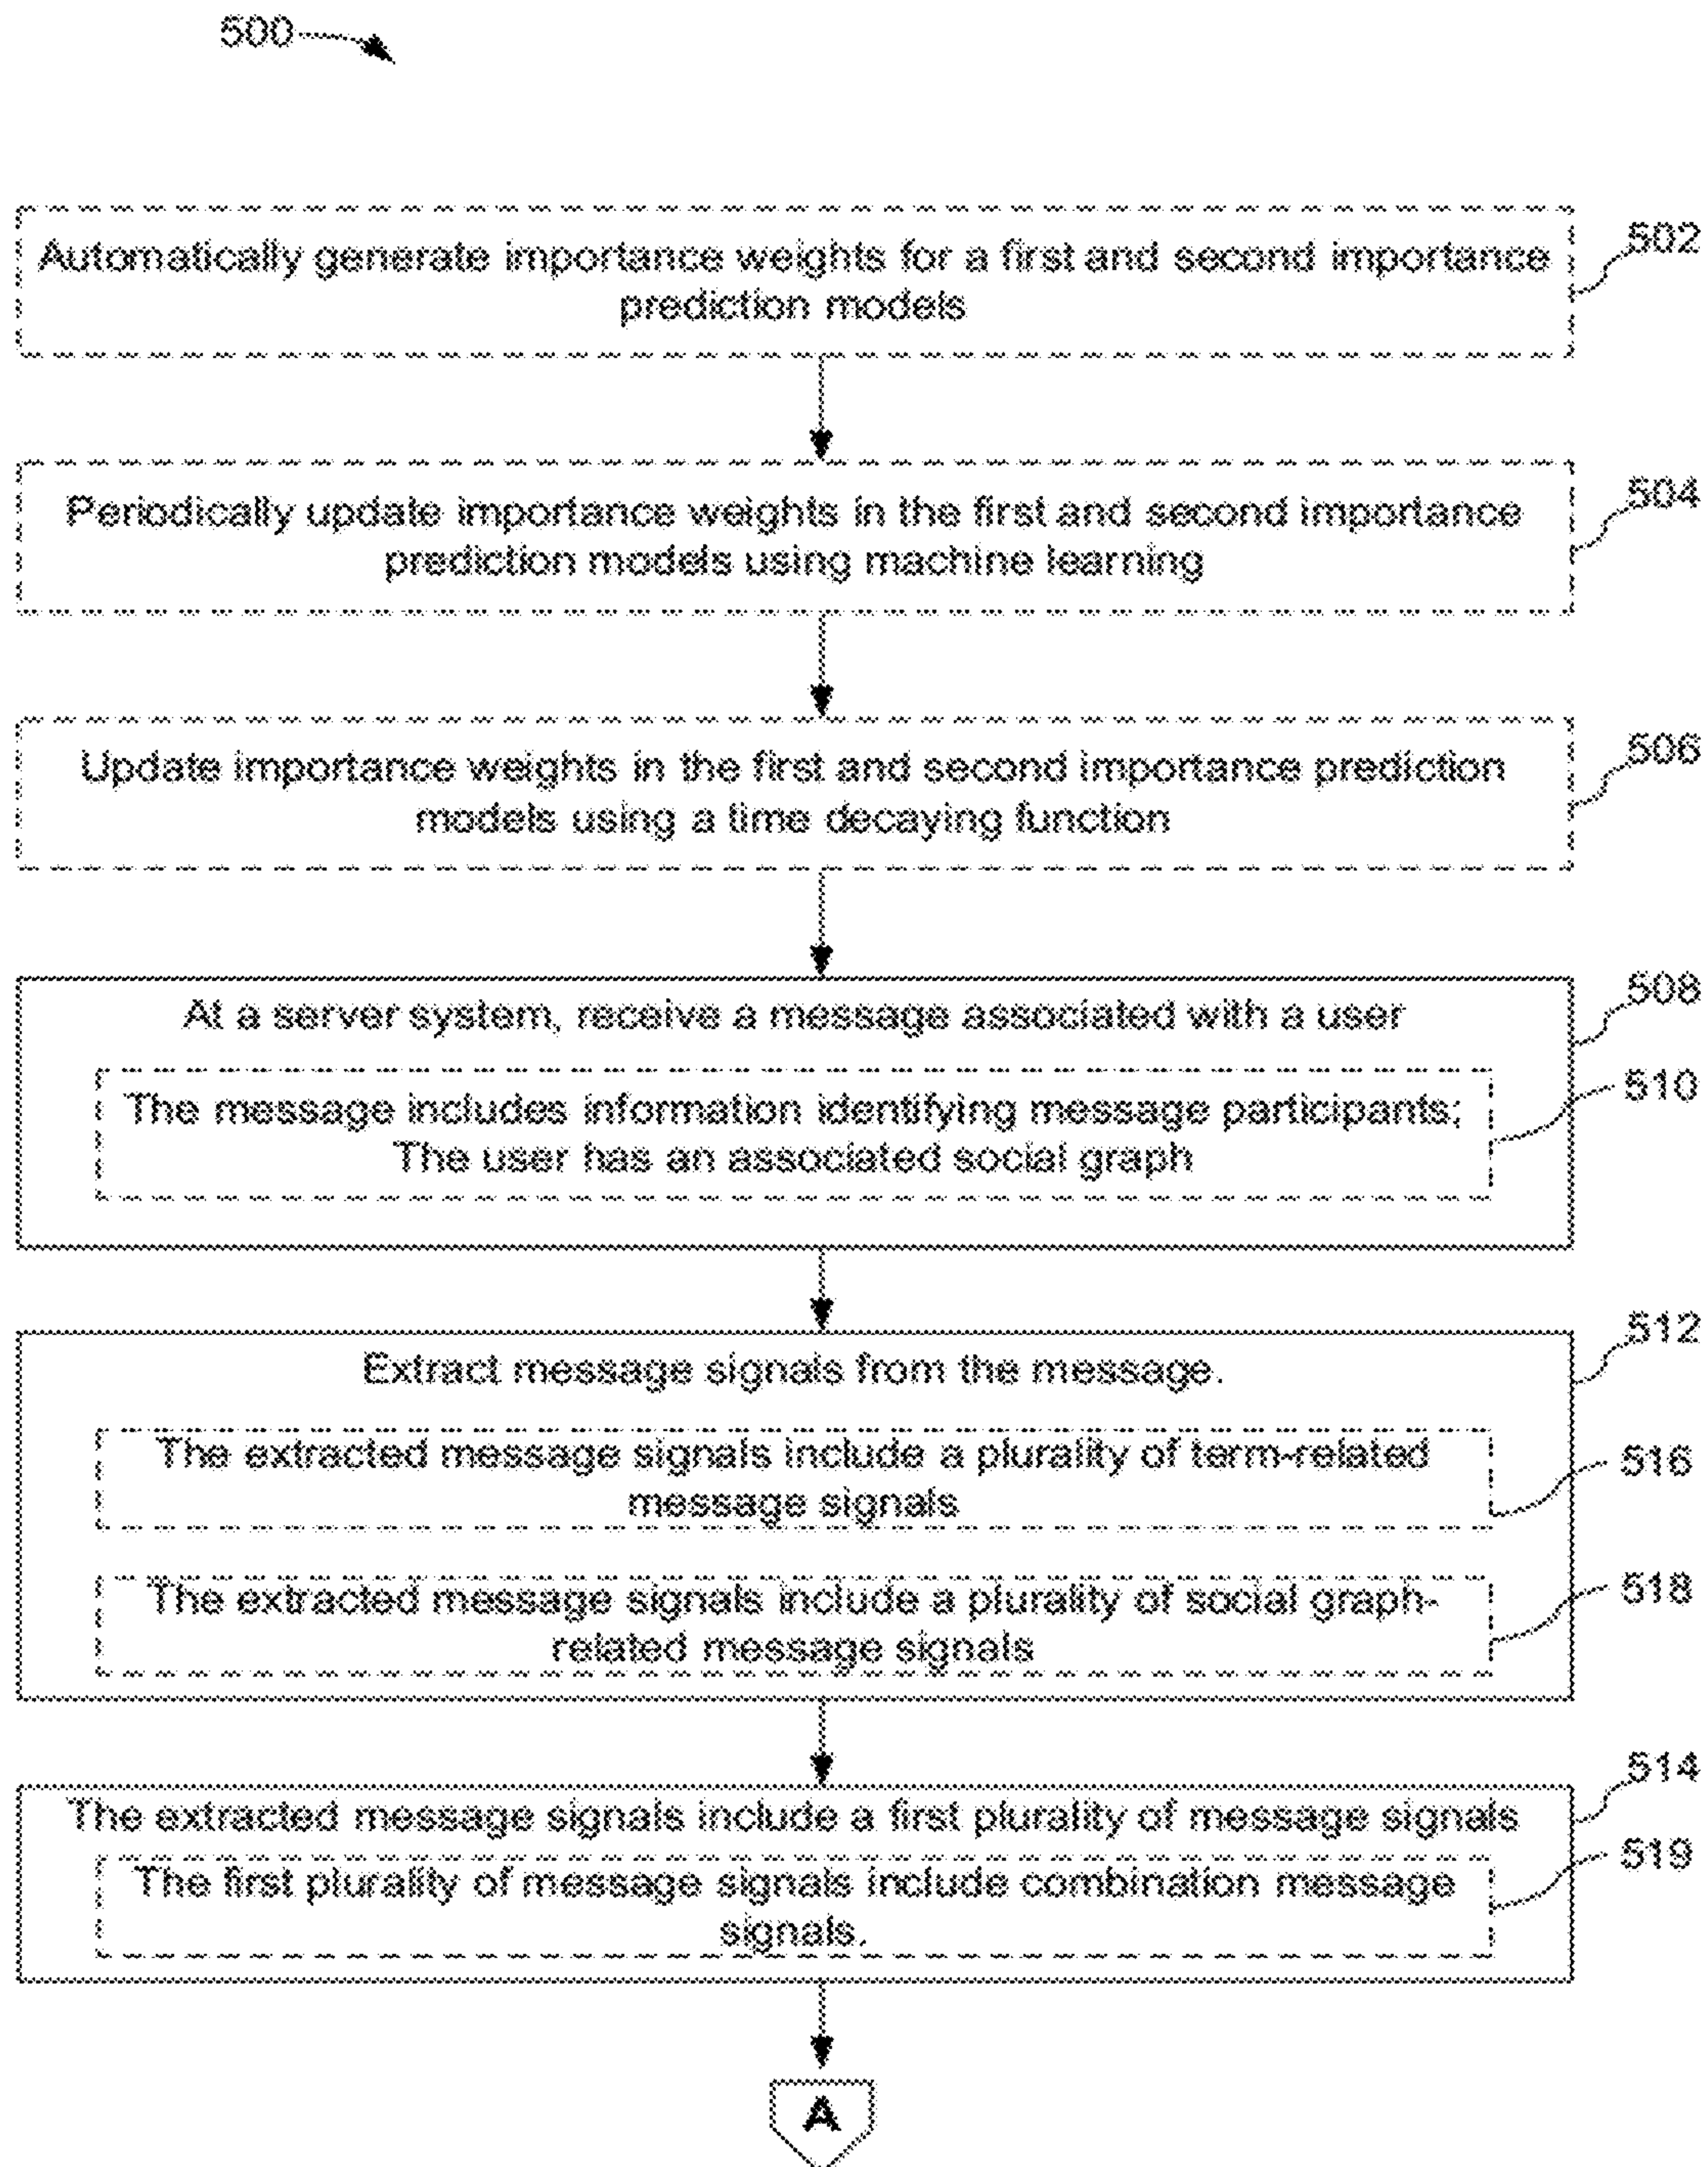 500
Automatically generate importance weights for a first and second importance
prediction models
502
Periodically update importance weights in the first and second importance
prediction models using machine learning
504
Update importance weights in the first and second importance prediction
models using a time decaying function
506
At a server system, receive a message associated with a user
508
The message includes information identifying message participants;
The user has an associated social graph
510
Extract message signals from the message.
512
The extracted message signals include a plurality of term-related
message signals
516
The extracted message signals include a plurality of social graph-
related message signals
518
The extracted message signals include a first plurality of message signals
514
The first plurality of message signals include combination message
signals.
519
A